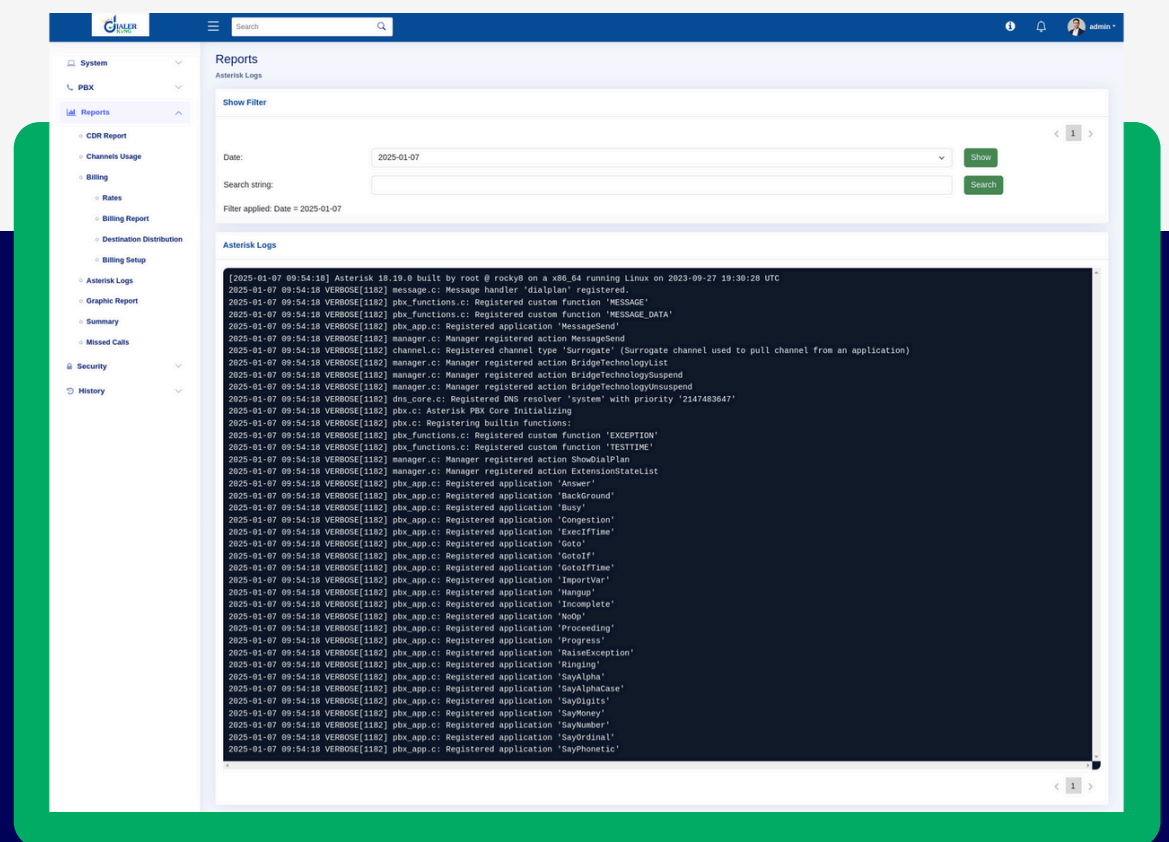 DIALER
KING
Search
admin
System
PBX
Reports
CDR Report
Channels Usage
Billing
Rates
Billing Report
Destination Distribution
Billing Setup
Asterisk Logs
Graphic Report
Summary
Missed Calls
Security
History
Reports
Asterisk Logs
Show Filter
1
Date:
2025-01-07
Show
Search string:
Search
Filter applied: Date = 2025-01-07
Asterisk Logs
[2025-01-07 09:54:18] Asterisk 18.19.0 built by root @ rocky8 on a x86_64 running Linux on 2023-09-27 19:30:28 UTC
2025-01-07 09:54:18 VERBOSE[1182] message.c: Message handler 'dialplan' registered.
2025-01-07 09:54:18 VERBOSE[1182] pbx_functions.c: Registered custom function 'MESSAGE'
2025-01-07 09:54:18 VERBOSE[1182] pbx_functions.c: Registered custom function 'MESSAGE_DATA'
2025-01-07 09:54:18 VERBOSE[1182] pbx_app.c: Registered application 'MessageSend'
2025-01-07 09:54:18 VERBOSE[1182] manager.c: Manager registered action MessageSend
2025-01-07 09:54:18 VERBOSE[1182] channel.c: Registered channel type 'Surrogate' (Surrogate channel used to pull channel from an application)
2025-01-07 09:54:18 VERBOSE[1182] manager.c: Manager registered action BridgeTechnologyList
2025-01-07 09:54:18 VERBOSE[1182] manager.c: Manager registered action BridgeTechnologySuspend
2025-01-07 09:54:18 VERBOSE[1182] manager.c: Manager registered action BridgeTechnologyUnsuspend
2025-01-07 09:54:18 VERBOSE[1182] dns_core.c: Registered DNS resolver 'system' with priority '2147483647'
2025-01-07 09:54:18 VERBOSE[1182] pbx.c: Asterisk PBX Core Initializing
2025-01-07 09:54:18 VERBOSE[1182] pbx.c: Registering builtin functions:
2025-01-07 09:54:18 VERBOSE[1182] pbx_functions.c: Registered custom function 'EXCEPTION'
2025-01-07 09:54:18 VERBOSE[1182] pbx_functions.c: Registered custom function 'TESTTIME'
2025-01-07 09:54:18 VERBOSE[1182] manager.c: Manager registered action ShowDialPlan
2025-01-07 09:54:18 VERBOSE[1182] manager.c: Manager registered action ExtensionStateList
2025-01-07 09:54:18 VERBOSE[1182] pbx_app.c: Registered application 'Answer'
2025-01-07 09:54:18 VERBOSE[1182] pbx_app.c: Registered application 'BackGround'
2025-01-07 09:54:18 VERBOSE[1182] pbx_app.c: Registered application 'Busy'
2025-01-07 09:54:18 VERBOSE[1182] pbx_app.c: Registered application 'Congestion'
2025-01-07 09:54:18 VERBOSE[1182] pbx_app.c: Registered application 'ExecIfTime'
2025-01-07 09:54:18 VERBOSE[1182] pbx_app.c: Registered application 'Goto'
2025-01-07 09:54:18 VERBOSE[1182] pbx_app.c: Registered application 'GotoIf'
2025-01-07 09:54:18 VERBOSE[1182] pbx_app.c: Registered application 'GotoIfTime'
2025-01-07 09:54:18 VERBOSE[1182] pbx_app.c: Registered application 'ImportVar'
2025-01-07 09:54:18 VERBOSE[1182] pbx_app.c: Registered application 'Hangup'
2025-01-07 09:54:18 VERBOSE[1182] pbx_app.c: Registered application 'Incomplete'
2025-01-07 09:54:18 VERBOSE[1182] pbx_app.c: Registered application 'NoOp'
2025-01-07 09:54:18 VERBOSE[1182] pbx_app.c: Registered application 'Proceeding'
2025-01-07 09:54:18 VERBOSE[1182] pbx_app.c: Registered application 'Progress'
2025-01-07 09:54:18 VERBOSE[1182] pbx_app.c: Registered application 'RaiseException'
2025-01-07 09:54:18 VERBOSE[1182] pbx_app.c: Registered application 'Ringing'
2025-01-07 09:54:18 VERBOSE[1182] pbx_app.c: Registered application 'SayAlpha'
2025-01-07 09:54:18 VERBOSE[1182] pbx_app.c: Registered application 'SayAlphaCase'
2025-01-07 09:54:18 VERBOSE[1182] pbx_app.c: Registered application 'SayDigits'
2025-01-07 09:54:18 VERBOSE[1182] pbx_app.c: Registered application 'SayMoney'
2025-01-07 09:54:18 VERBOSE[1182] pbx_app.c: Registered application 'SayNumber'
2025-01-07 09:54:18 VERBOSE[1182] pbx_app.c: Registered application 'SayOrdinal'
2025-01-07 09:54:18 VERBOSE[1182] pbx_app.c: Registered application 'SayPhonetic'
1